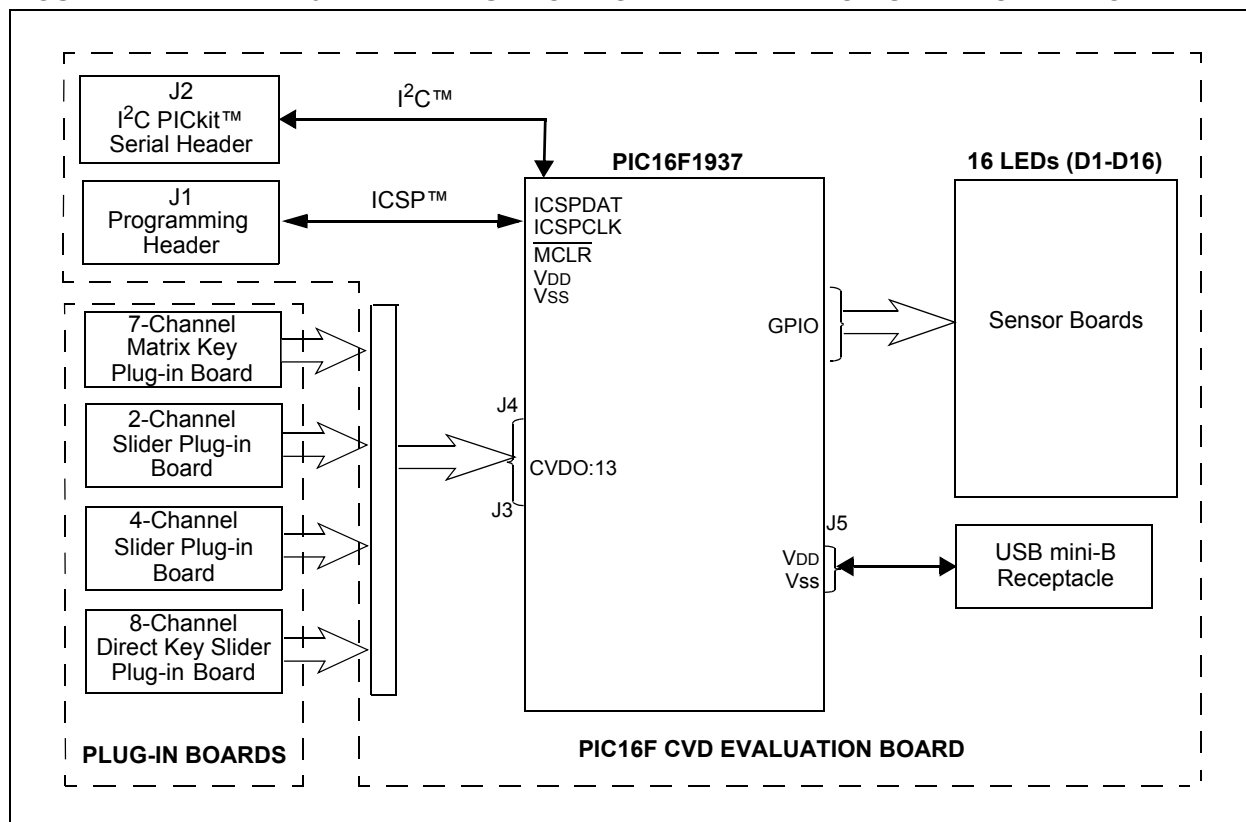 J2
I²C PICkit™
Serial Header
I²C™
J1
Programming
Header
ICSP™
PIC16F1937
ICSPDAT
ICSPCLK
MCLR
VDD
VSS
16 LEDs (D1-D16)
Sensor Boards
GPIO
7-Channel
Matrix Key
Plug-in Board
2-Channel
Slider Plug-in
Board
4-Channel
Slider Plug-in
Board
8-Channel
Direct Key Slider
Plug-in Board
J4
CVDO:13
J3
J5
VDD
Vss
USB mini-B
Receptacle
PLUG-IN BOARDS
PIC16F CVD EVALUATION BOARD